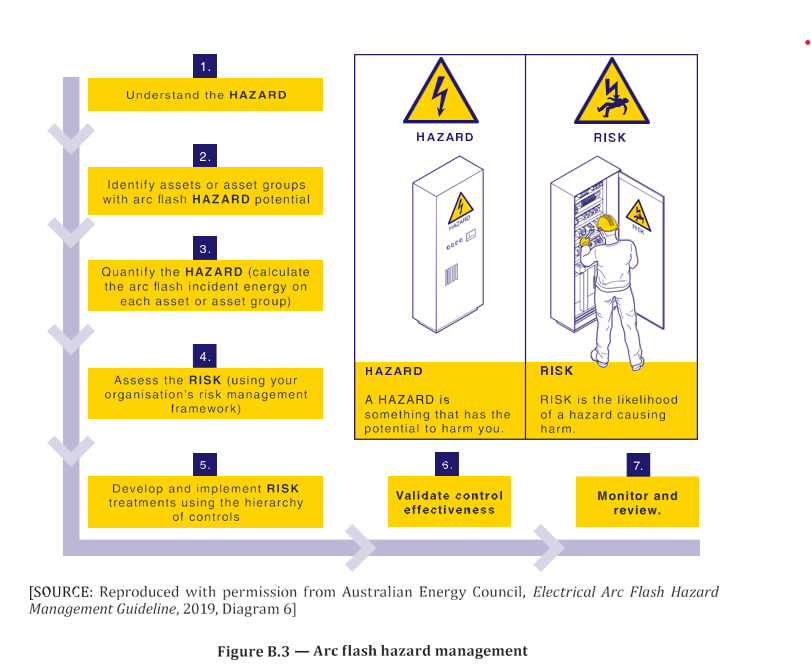 1.
Understand the HAZARD
2.
Identify assets or asset groups
with arc flash HAZARD potential
3.
Quantify the HAZARD (calculate
the arc flash incident energy on
each asset or asset group)
4.
Assess the RISK (using your
organisation's risk management
framework)
5.
Develop and implement RISK
treatments using the hierarchy
of controls
HAZARD
HAZARD
HAZARD
A HAZARD is
something that has the
potential to harm you.
RISK
RISK
RISK
RISK is the likelihood
of a hazard causing
harm.
6.
Validate control
effectiveness
7.
Monitor and
review.
[SOURCE: Reproduced with permission from Australian Energy Council, Electrical Arc Flash Hazard
Management Guideline, 2019, Diagram 6]
Figure B.3 — Arc flash hazard management